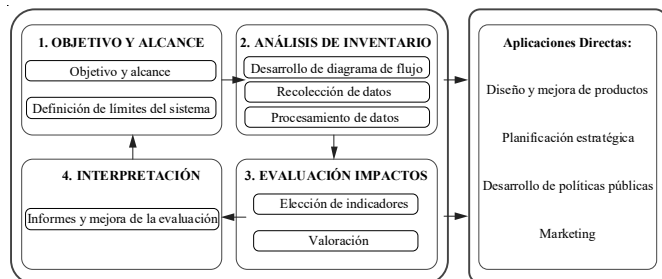 1. OBJETIVO Y ALCANCE
Objetivo y alcance
Definición de límites del sistema
2. ANÁLISIS DE INVENTARIO
Desarrollo de diagrama de flujo
Recolección de datos
Procesamiento de datos
4. INTERPRETACIÓN
Informes y mejora de la evaluación
3. EVALUACIÓN IMPACTOS
Elección de indicadores
Valoración
Aplicaciones Directas:
Diseño y mejora de productos
Planificación estratégica
Desarrollo de políticas públicas
Marketing